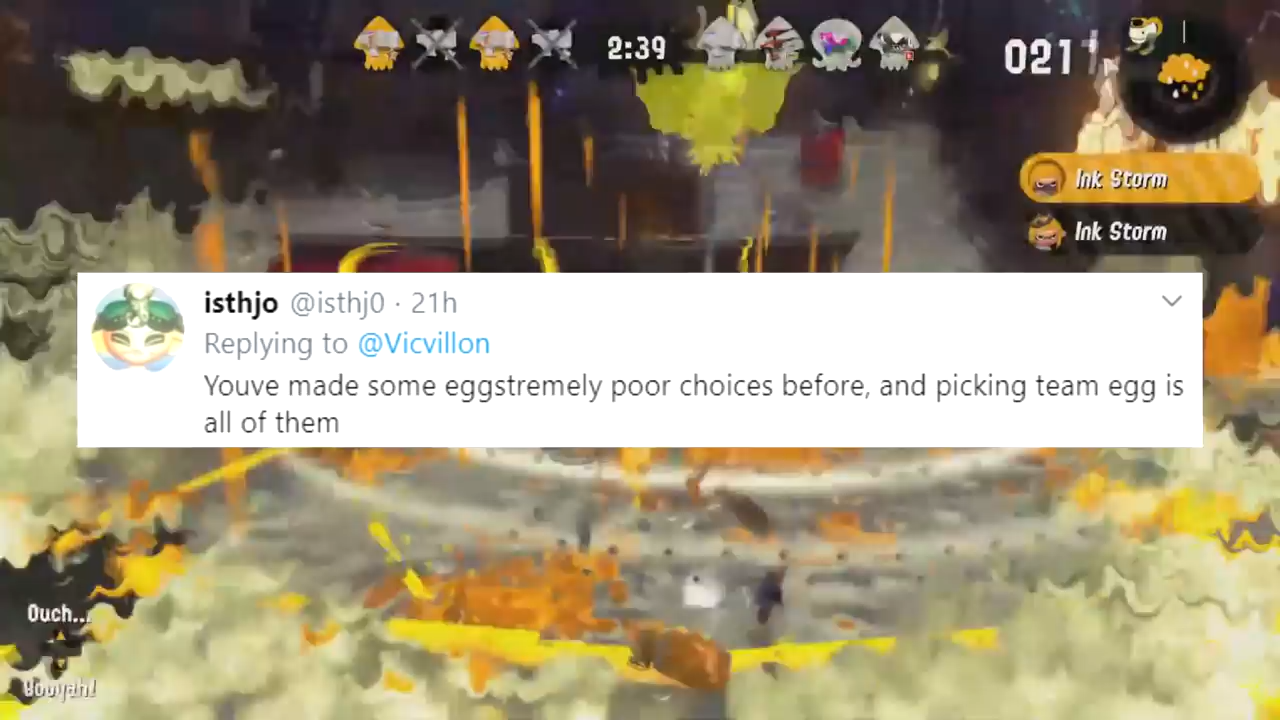 2:39
021
Ink Storm
Ink Storm
isthjo @isthj0 · 21h
Replying to @Vicvillon
Youve made some eggstremely poor choices before, and picking team egg is
all of them
Ouch...
Booyah!